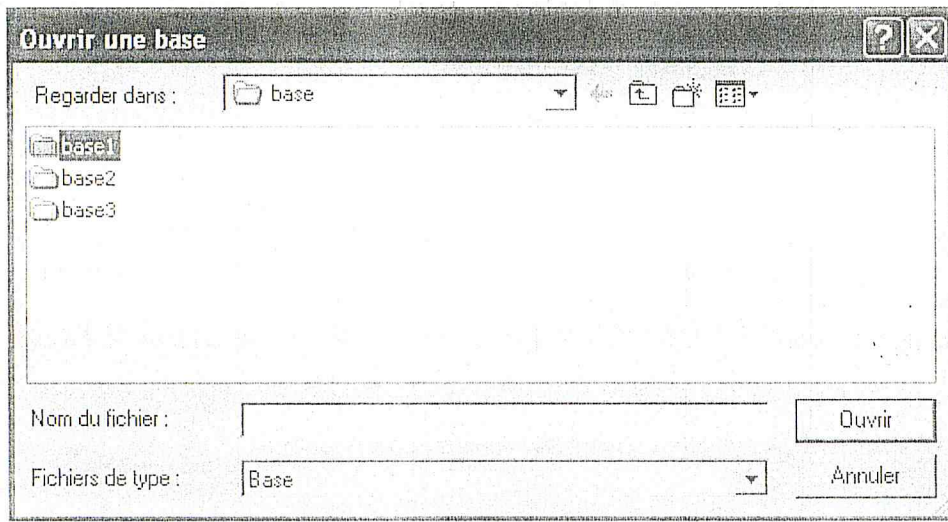 Ouvrir une base
Regarder dans : base
base1
base2
base3
Nom du fichier : Ouvrir
Fichiers de type : Base Annuler